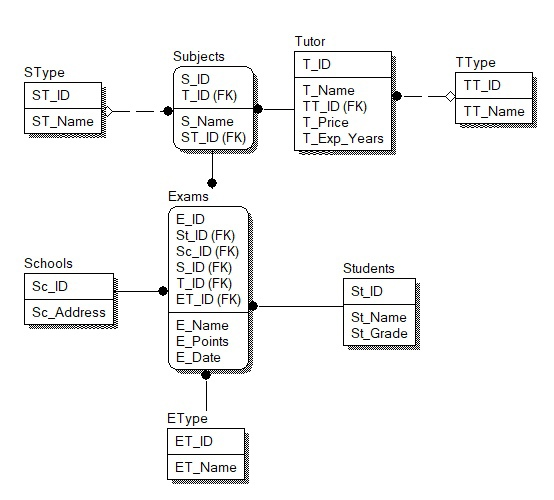 SType
ST_ID
ST_Name
Subjects
S_ID
T_ID (FK)
S_Name
ST_ID (FK)
Tutor
T_ID
T_Name
TT_ID (FK)
T_Price
T_Exp_Years
TType
TT_ID
TT_Name
Exams
E_ID
St_ID (FK)
Sc_ID (FK)
S_ID (FK)
T_ID (FK)
ET_ID (FK)
E_Name
E_Points
E_Date
Schools
Sc_ID
Sc_Address
Students
St_ID
St_Name
St_Grade
EType
ET_ID
ET_Name